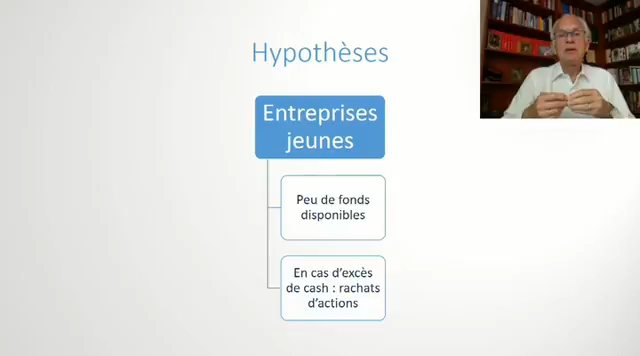 Hypothèses
Entreprises
jeunes
Peu de fonds
disponibles
En cas d'excès
de cash : rachats
d'actions